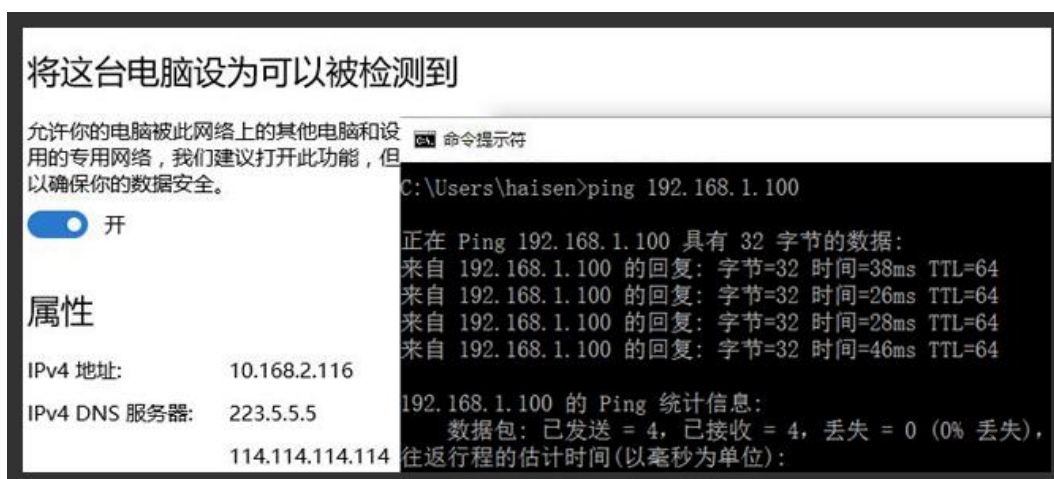 将这台电脑设为可以被检测到
允许你的电脑被此网络上的其他电脑和设
用的专用网络，我们建议打开此功能，但
以确保你的数据安全。
开
属性
IPv4 地址: 10.168.2.116
IPv4 DNS 服务器: 223.5.5.5
114.114.114.114
命令提示符
C:\Users\haisen>ping 192.168.1.100
正在 Ping 192.168.1.100 具有 32 字节的数据:
来自 192.168.1.100 的回复: 字节=32 时间=38ms TTL=64
来自 192.168.1.100 的回复: 字节=32 时间=26ms TTL=64
来自 192.168.1.100 的回复: 字节=32 时间=28ms TTL=64
来自 192.168.1.100 的回复: 字节=32 时间=46ms TTL=64
192.168.1.100 的 Ping 统计信息:
数据包: 已发送 = 4，已接收 = 4，丢失 = 0 (0% 丢失)，
往返行程的估计时间(以毫秒为单位):